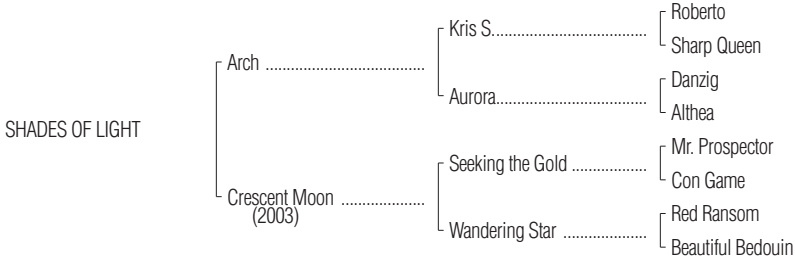 Roberto
Kris S. ....................................
Sharp Queen
Arch ......................................
Danzig
Aurora....................................
Althea
SHADES OF LIGHT
Mr. Prospector
Seeking the Gold ..................
Con Game
Crescent Moon ....................
(2003)
Red Ransom
Wandering Star ....................
Beautiful Bedouin